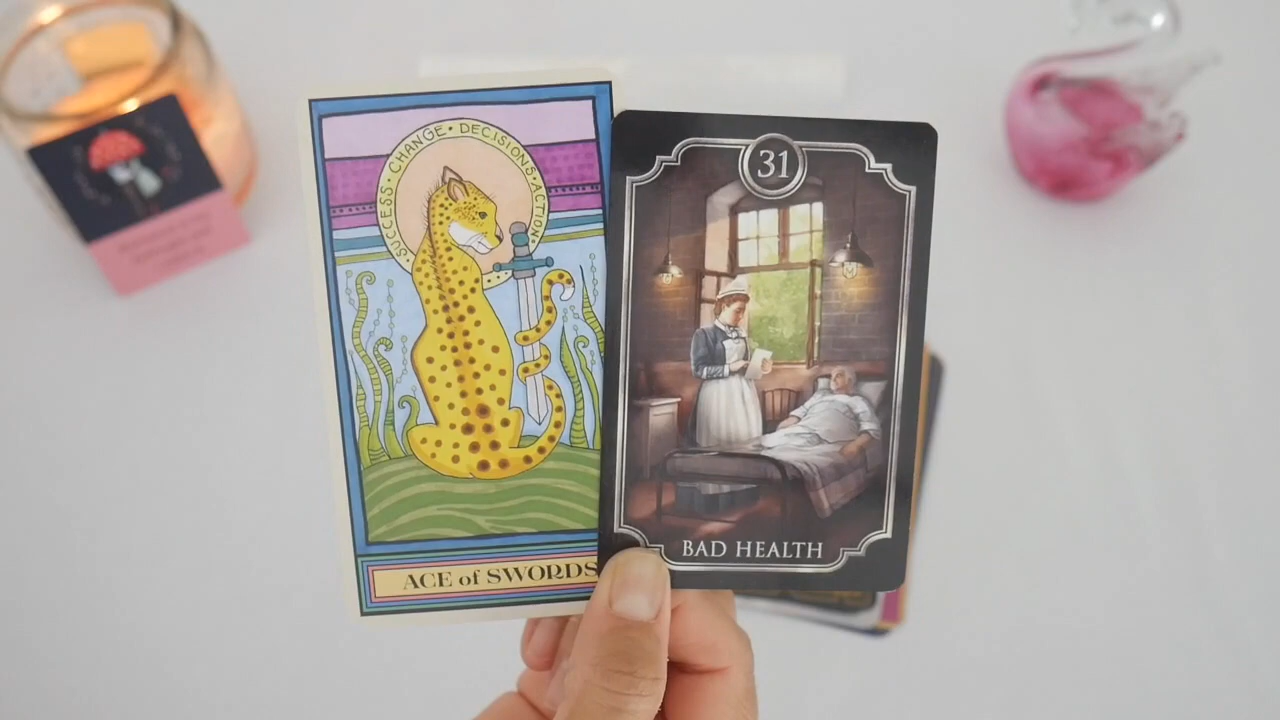 SUCCESS • CHANGE • DECISIONS • ACTION
ACE of SWORDS
31
BAD HEALTH